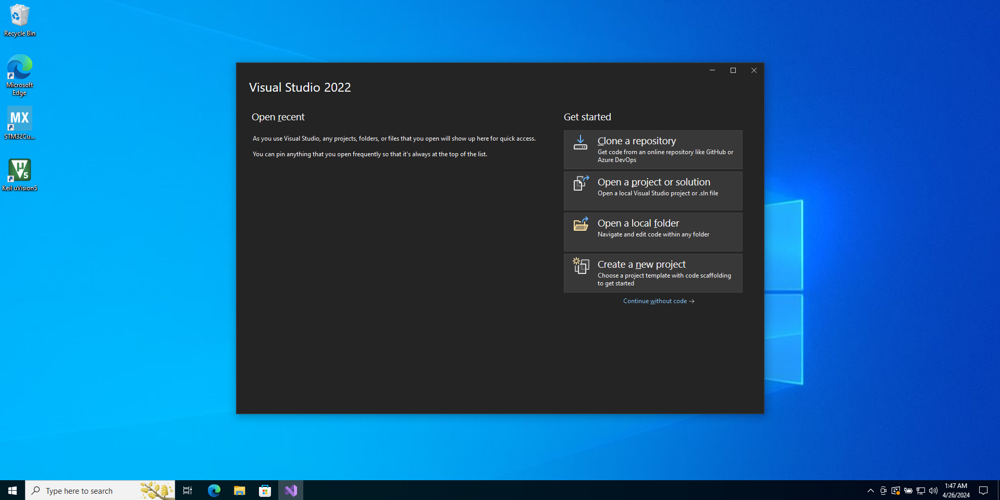 Recycle Bin
Microsoft
Edge
MX
STM32Cu...
Keil uVision5
Visual Studio 2022
Open recent
As you use Visual Studio, any projects, folders, or files that you open will show up here for quick access.
You can pin anything that you open frequently so that it's always at the top of the list.
Get started
Clone a repository
Get code from an online repository like GitHub or
Azure DevOps
Open a project or solution
Open a local Visual Studio project or .sln file
Open a local folder
Navigate and edit code within any folder
Create a new project
Choose a project template with code scaffolding
to get started
Continue without code →
Type here to search
1:47 AM
4/26/2024